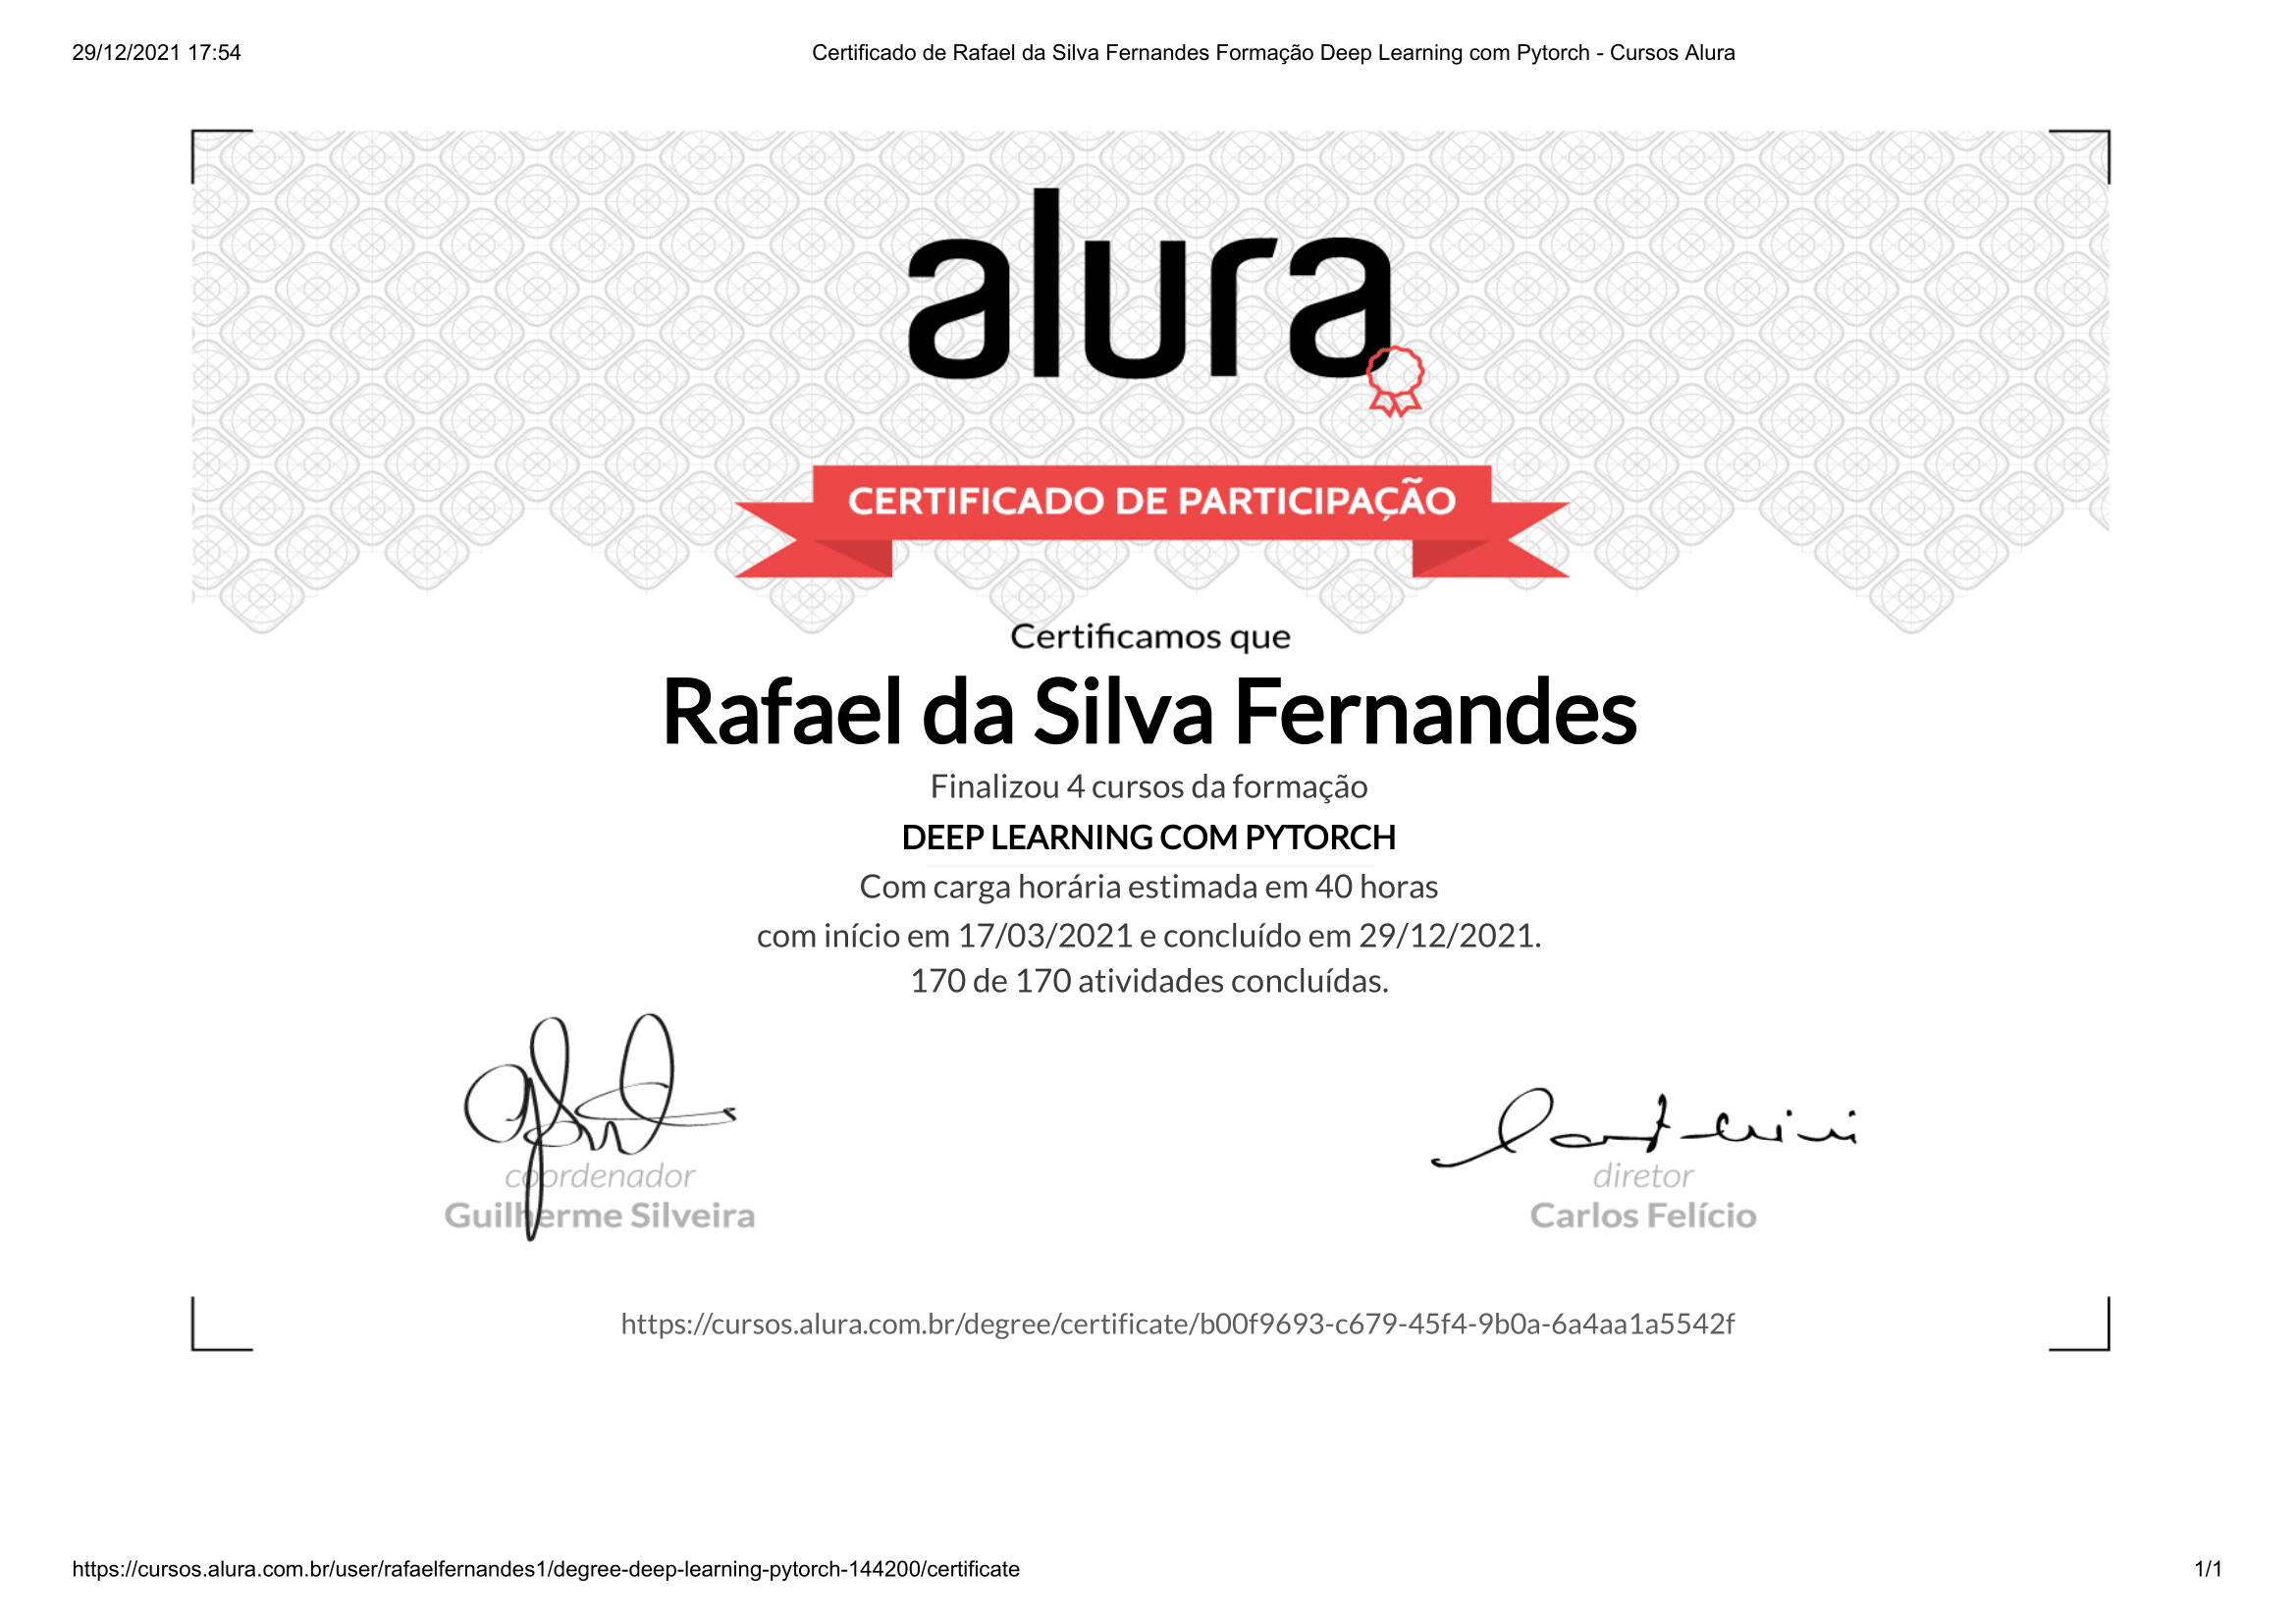 29/12/2021 17:54
Certificado de Rafael da Silva Fernandes Formação Deep Learning com Pytorch - Cursos Alura
alura
CERTIFICADO DE PARTICIPAÇÃO
Certificamos que
Rafael da Silva Fernandes
Finalizou 4 cursos da formação
DEEP LEARNING COM PYTORCH
Com carga horária estimada em 40 horas
com início em 17/03/2021 e concluído em 29/12/2021.
170 de 170 atividades concluídas.
coordenador
Guilherme Silveira
diretor
Carlos Felício
https://cursos.alura.com.br/degree/certificate/b00f9693-c679-45f4-9b0a-6a4aa1a5542f
https://cursos.alura.com.br/user/rafaelfernandes1/degree-deep-learning-pytorch-144200/certificate
1/1